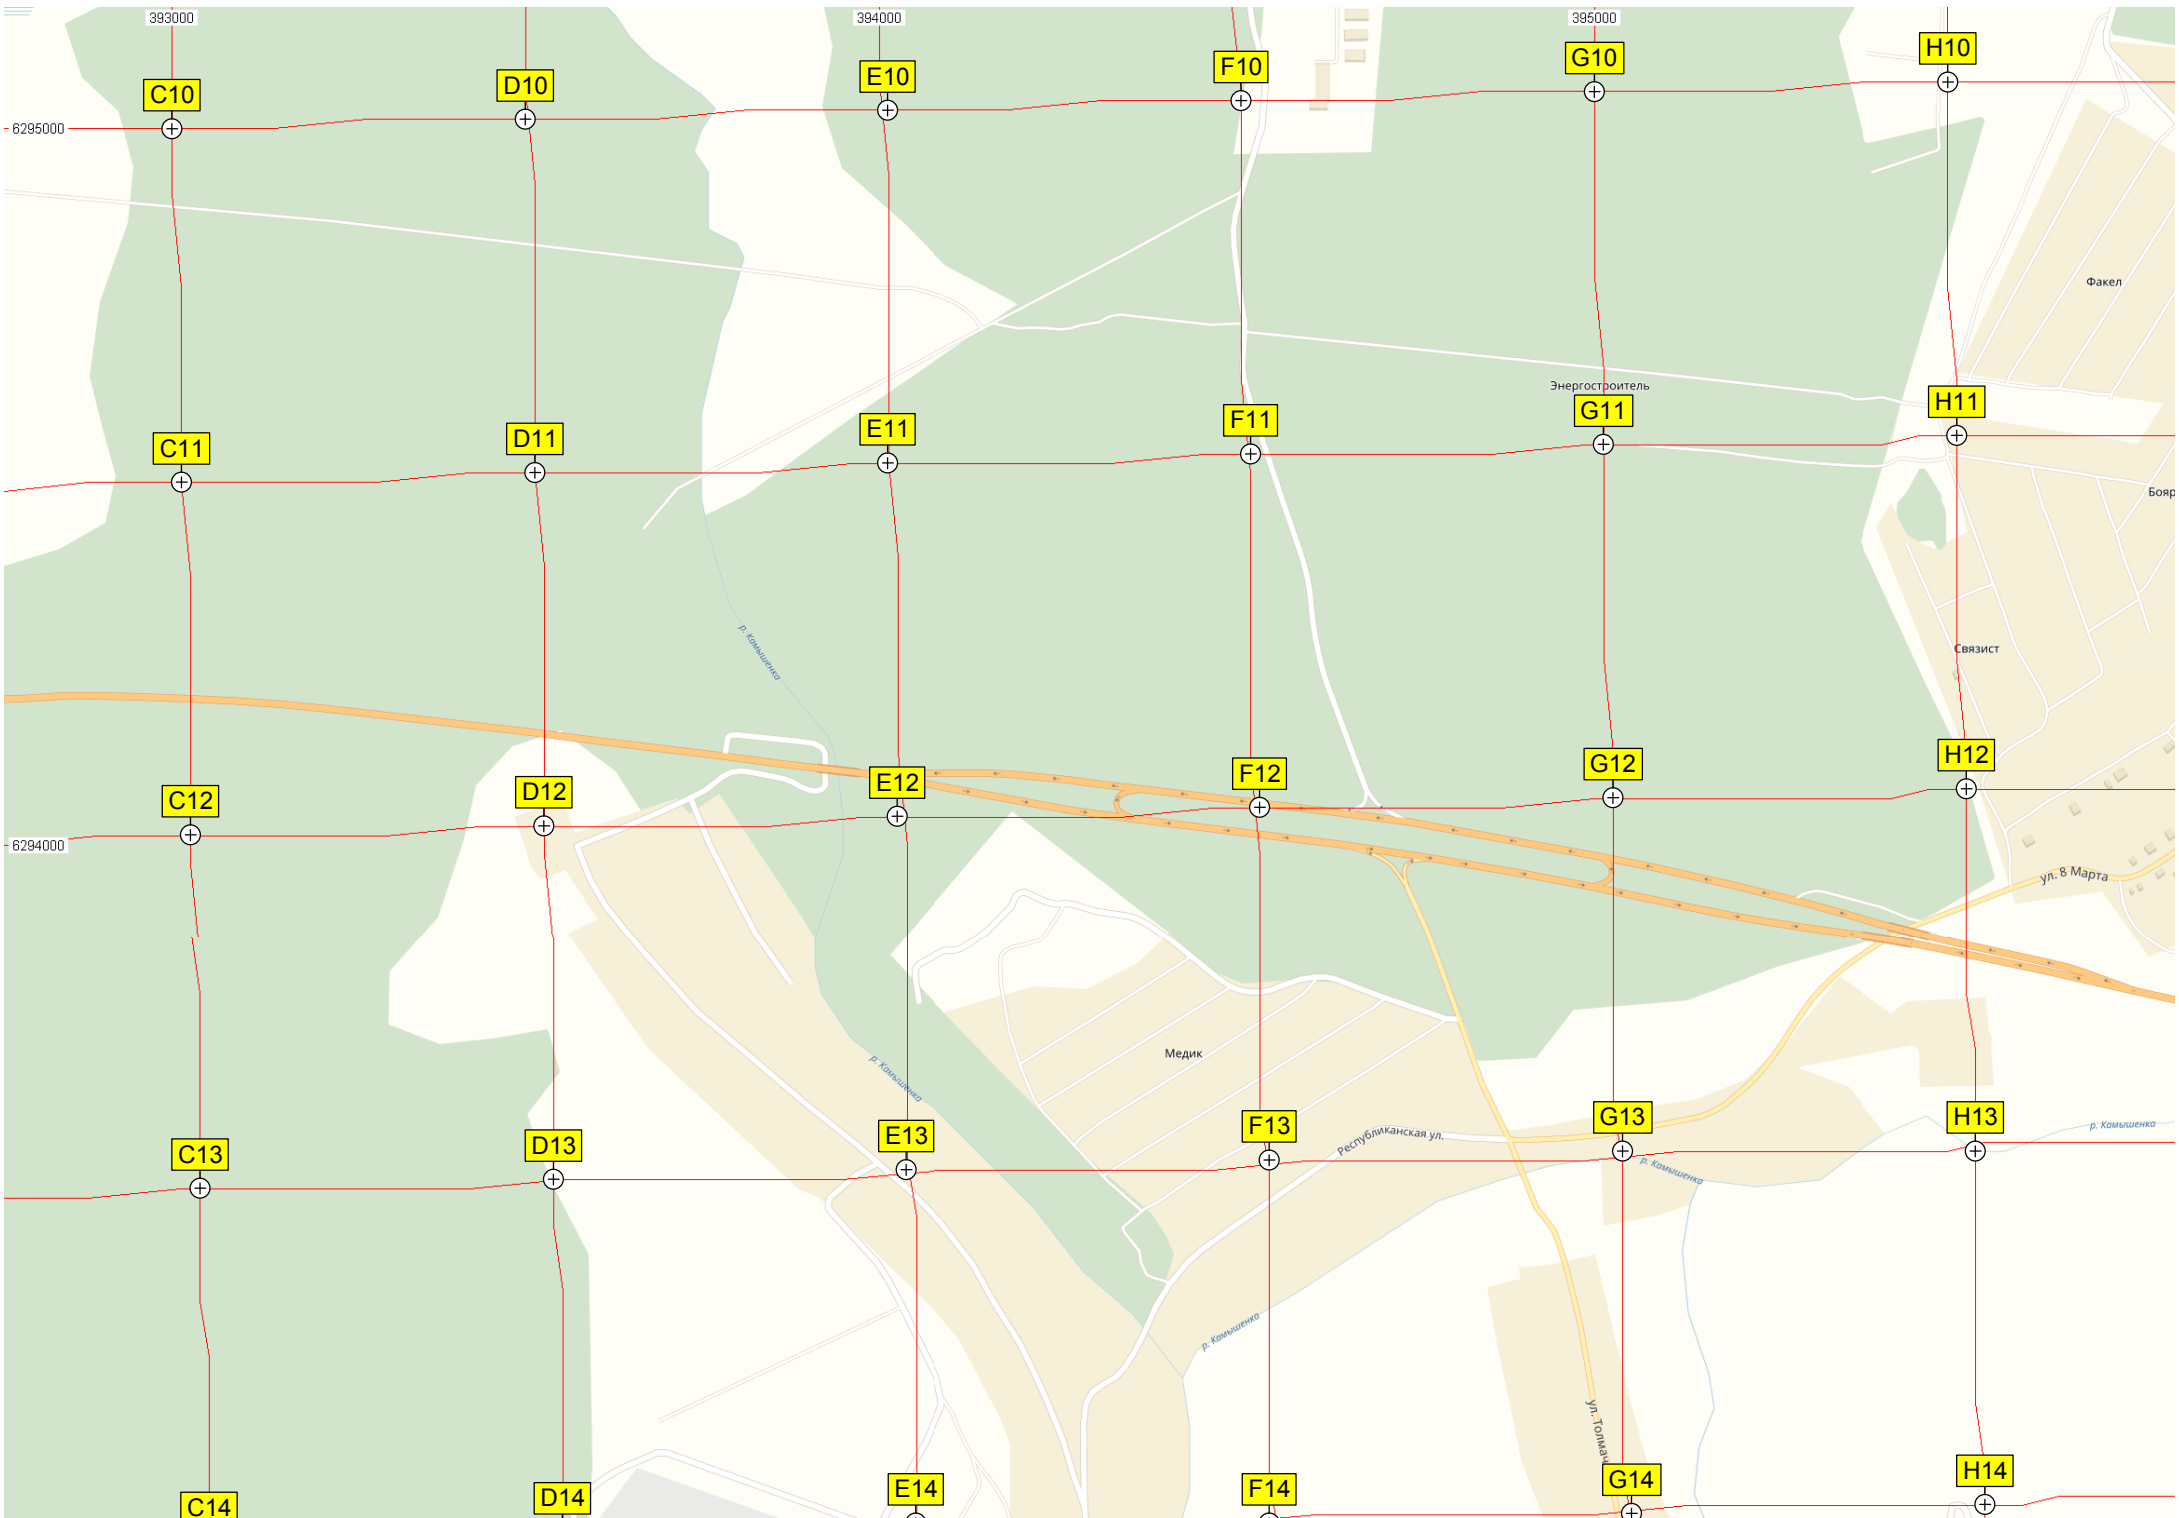 393000
394000
395000
H10
G10
F10
E10
D10
C10
6295000
Факел
Энергостроитель
H11
G11
F11
E11
D11
C11
Бояр
р. Камышенка
Связист
H12
G12
F12
E12
D12
C12
6294000
ул. 8 Марта
Медик
р. Камышенка
H13
G13
F13
E13
D13
C13
р. Камышенка
Республиканская ул.
р. Камышенка
р. Камышенка
ул. Толмач
H14
G14
F14
E14
D14
C14